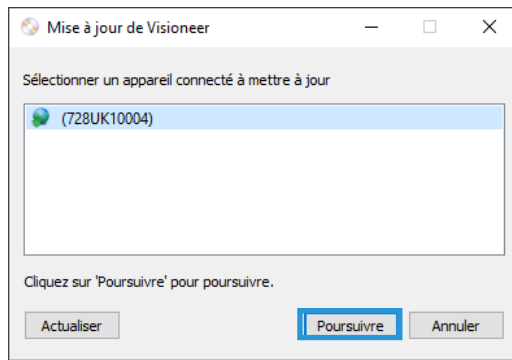 Mise à jour de Visioneer
Sélectionner un appareil connecté à mettre à jour
(728UK10004)
Cliquez sur 'Poursuivre' pour poursuivre.
Actualiser Poursuivre Annuler